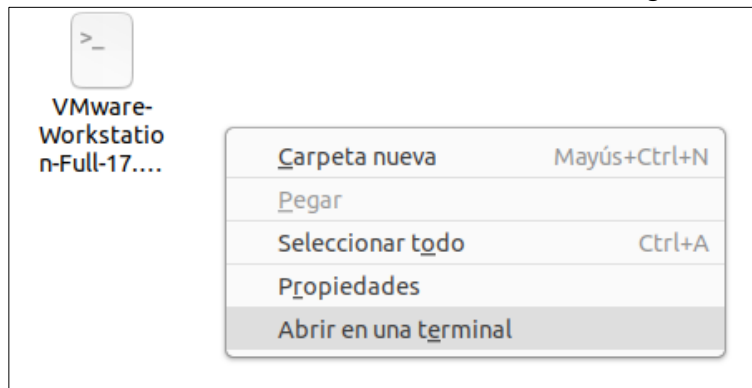 >_
VMware-
Workstatio
n-Full-17....
Carpeta nueva Mayús+Ctrl+N
Pegar
Seleccionar todo Ctrl+A
Propiedades
Abrir en una terminal